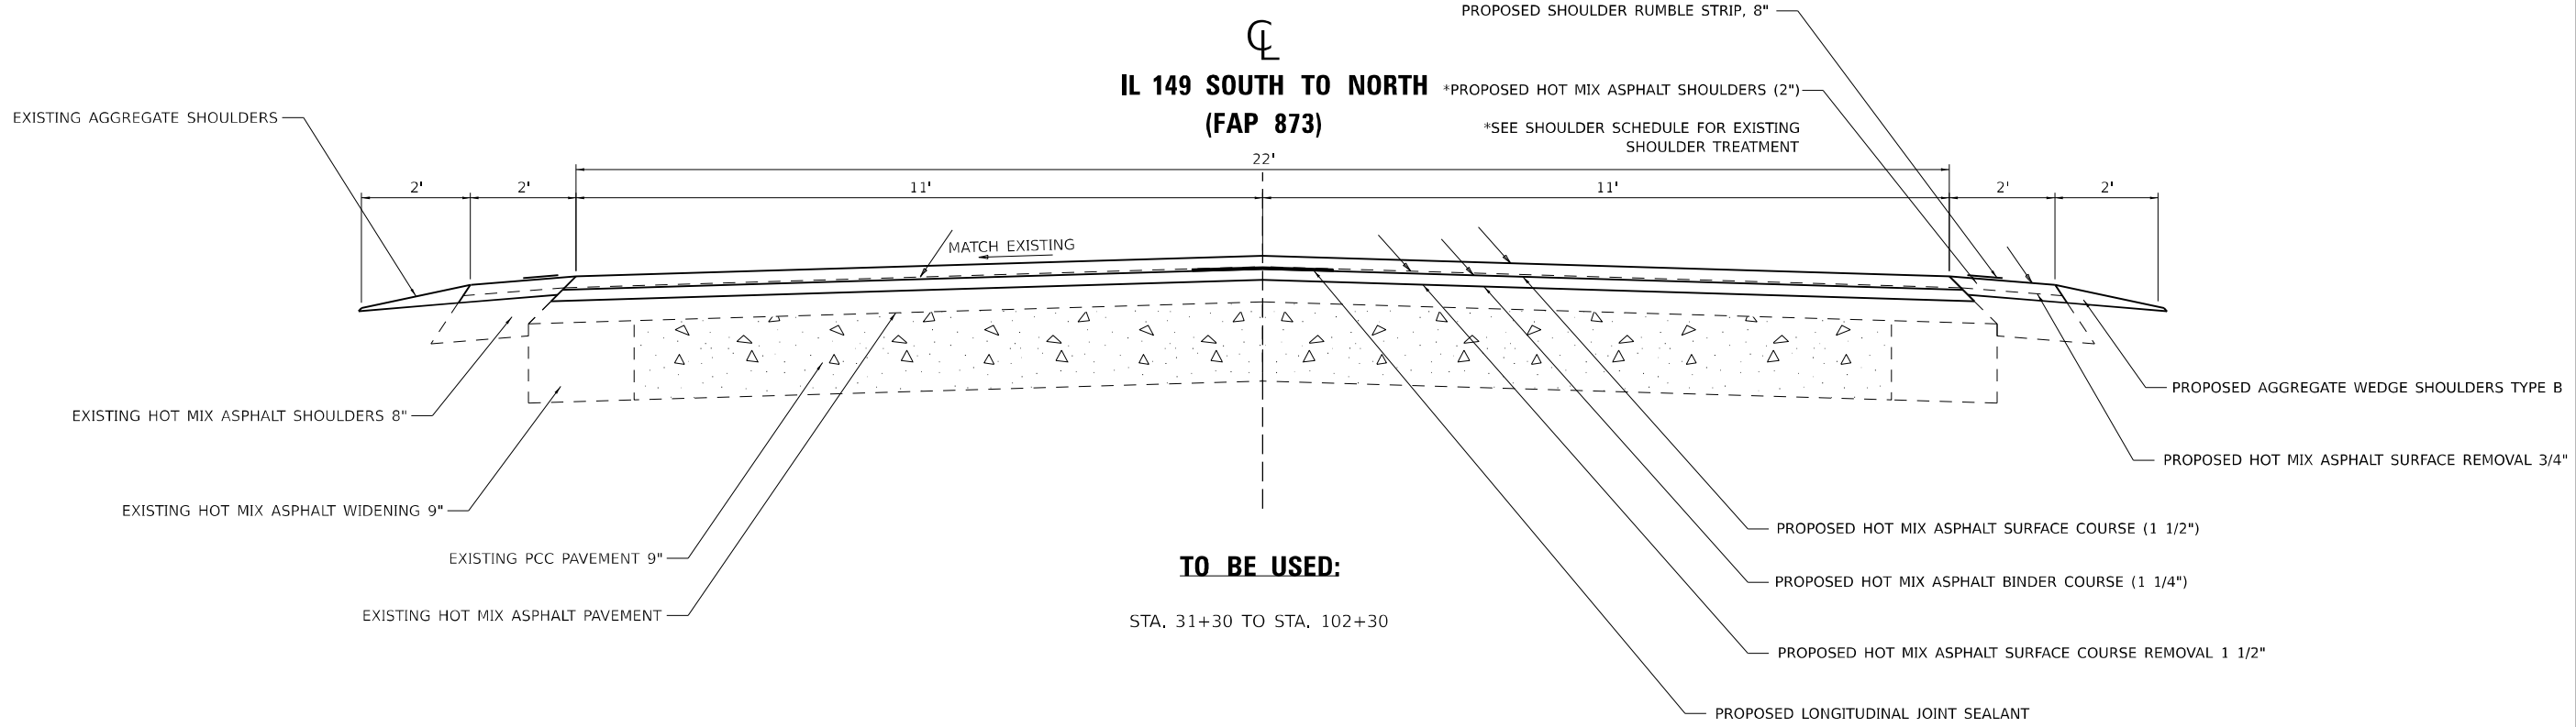 PROPOSED SHOULDER RUMBLE STRIP, 8"
CL
IL 149 SOUTH TO NORTH
(FAP 873)
*PROPOSED HOT MIX ASPHALT SHOULDERS (2")
*SEE SHOULDER SCHEDULE FOR EXISTING
SHOULDER TREATMENT
EXISTING AGGREGATE SHOULDERS
22'
2'
2'
11'
11'
2'
2'
MATCH EXISTING
PROPOSED AGGREGATE WEDGE SHOULDERS TYPE B
EXISTING HOT MIX ASPHALT SHOULDERS 8"
PROPOSED HOT MIX ASPHALT SURFACE REMOVAL 3/4"
EXISTING HOT MIX ASPHALT WIDENING 9"
PROPOSED HOT MIX ASPHALT SURFACE COURSE (1 1/2")
EXISTING PCC PAVEMENT 9"
TO BE USED:
PROPOSED HOT MIX ASPHALT BINDER COURSE (1 1/4")
EXISTING HOT MIX ASPHALT PAVEMENT
STA. 31+30 TO STA. 102+30
PROPOSED HOT MIX ASPHALT SURFACE COURSE REMOVAL 1 1/2"
PROPOSED LONGITUDINAL JOINT SEALANT